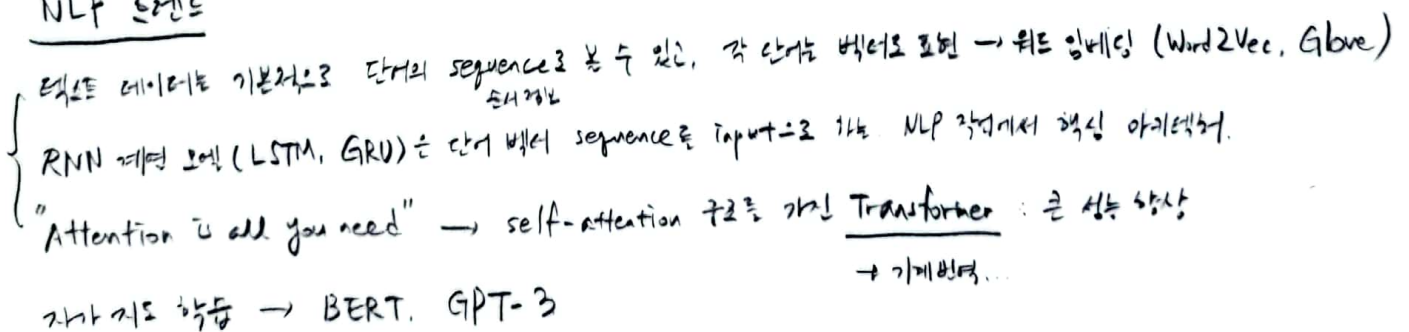 NLP 트렌드
텍스트 데이터는 기본적으로 단어의 sequence로 볼 수 있고, 각 단어는 벡터로 표현 → 워드 임베딩 (Word2Vec, Glove)
순서 정보
RNN 계열 모델 (LSTM, GRU)은 단어 벡터 sequence를 input으로 하는 NLP 작업에서 핵심 아키텍처.
"Attention is all you need" → self-attention 구조를 가진 Transformer : 큰 성능 향상
→ 기계번역...
자가 지도 학습 → BERT. GPT-3